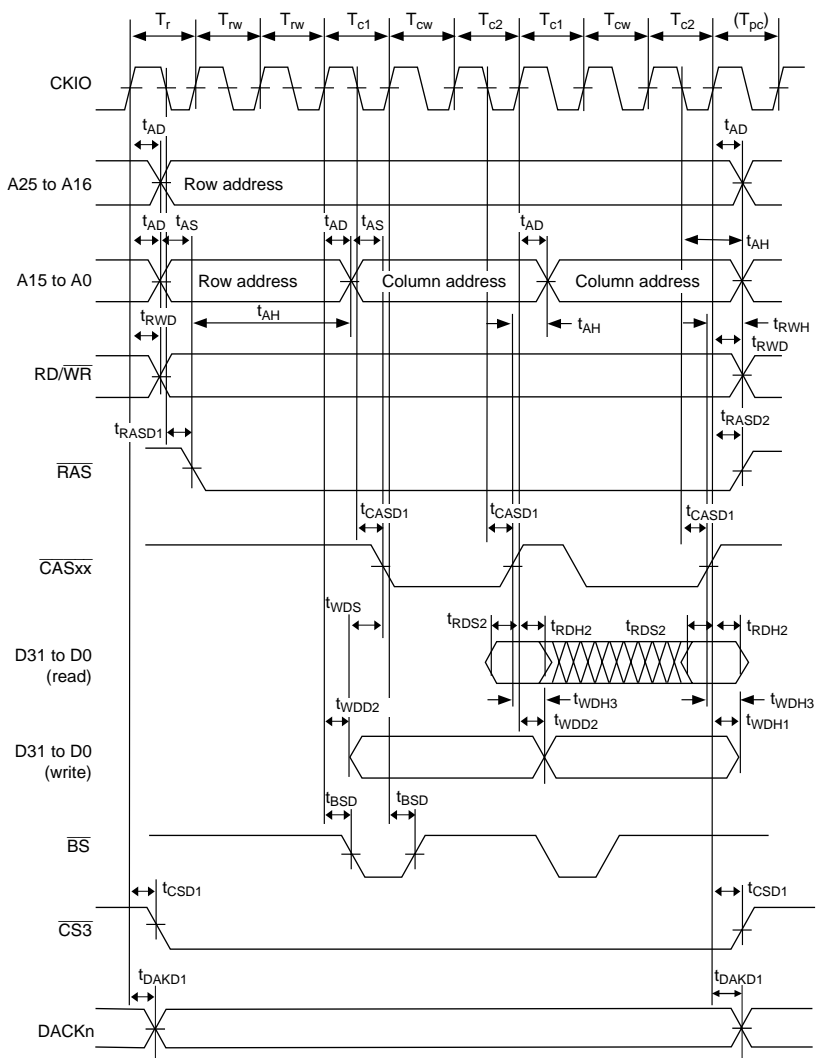 Tr Trw Trw Tc1 Tcw Tc2 Tc1 Tcw Tc2 (Tpc)
CKIO
tAD tAD
A25 to A16 Row address
tAD tAS tAD tAS tAD tAH
A15 to A0 Row address Column address Column address
tRWD tAH tAH tRWH
tRWD
RD/WR
tRASD1 tRASD2
RAS
tCASD1 tCASD1 tCASD1
CASxx
tWDS tRDS2 tRDH2 tRDS2 tRDH2
D31 to D0
(read)
tWDH3 tWDH3
tWDD2 tWDD2 tWDH1
D31 to D0
(write)
tBSD tBSD
BS
tCSD1 tCSD1
CS3
tDAKD1 tDAKD1
DACKn